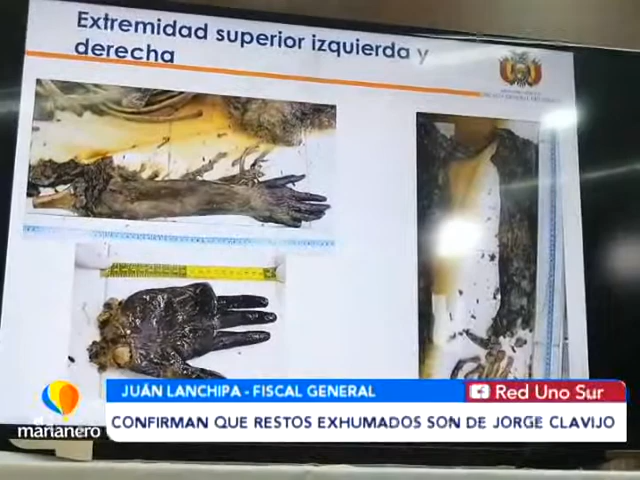 Extremidad superior izquierda y
derecha
JUÁN LANCHIPA - FISCAL GENERAL
Red Uno Sur
CONFIRMAN QUE RESTOS EXHUMADOS SON DE JORGE CLAVIJO
marianero